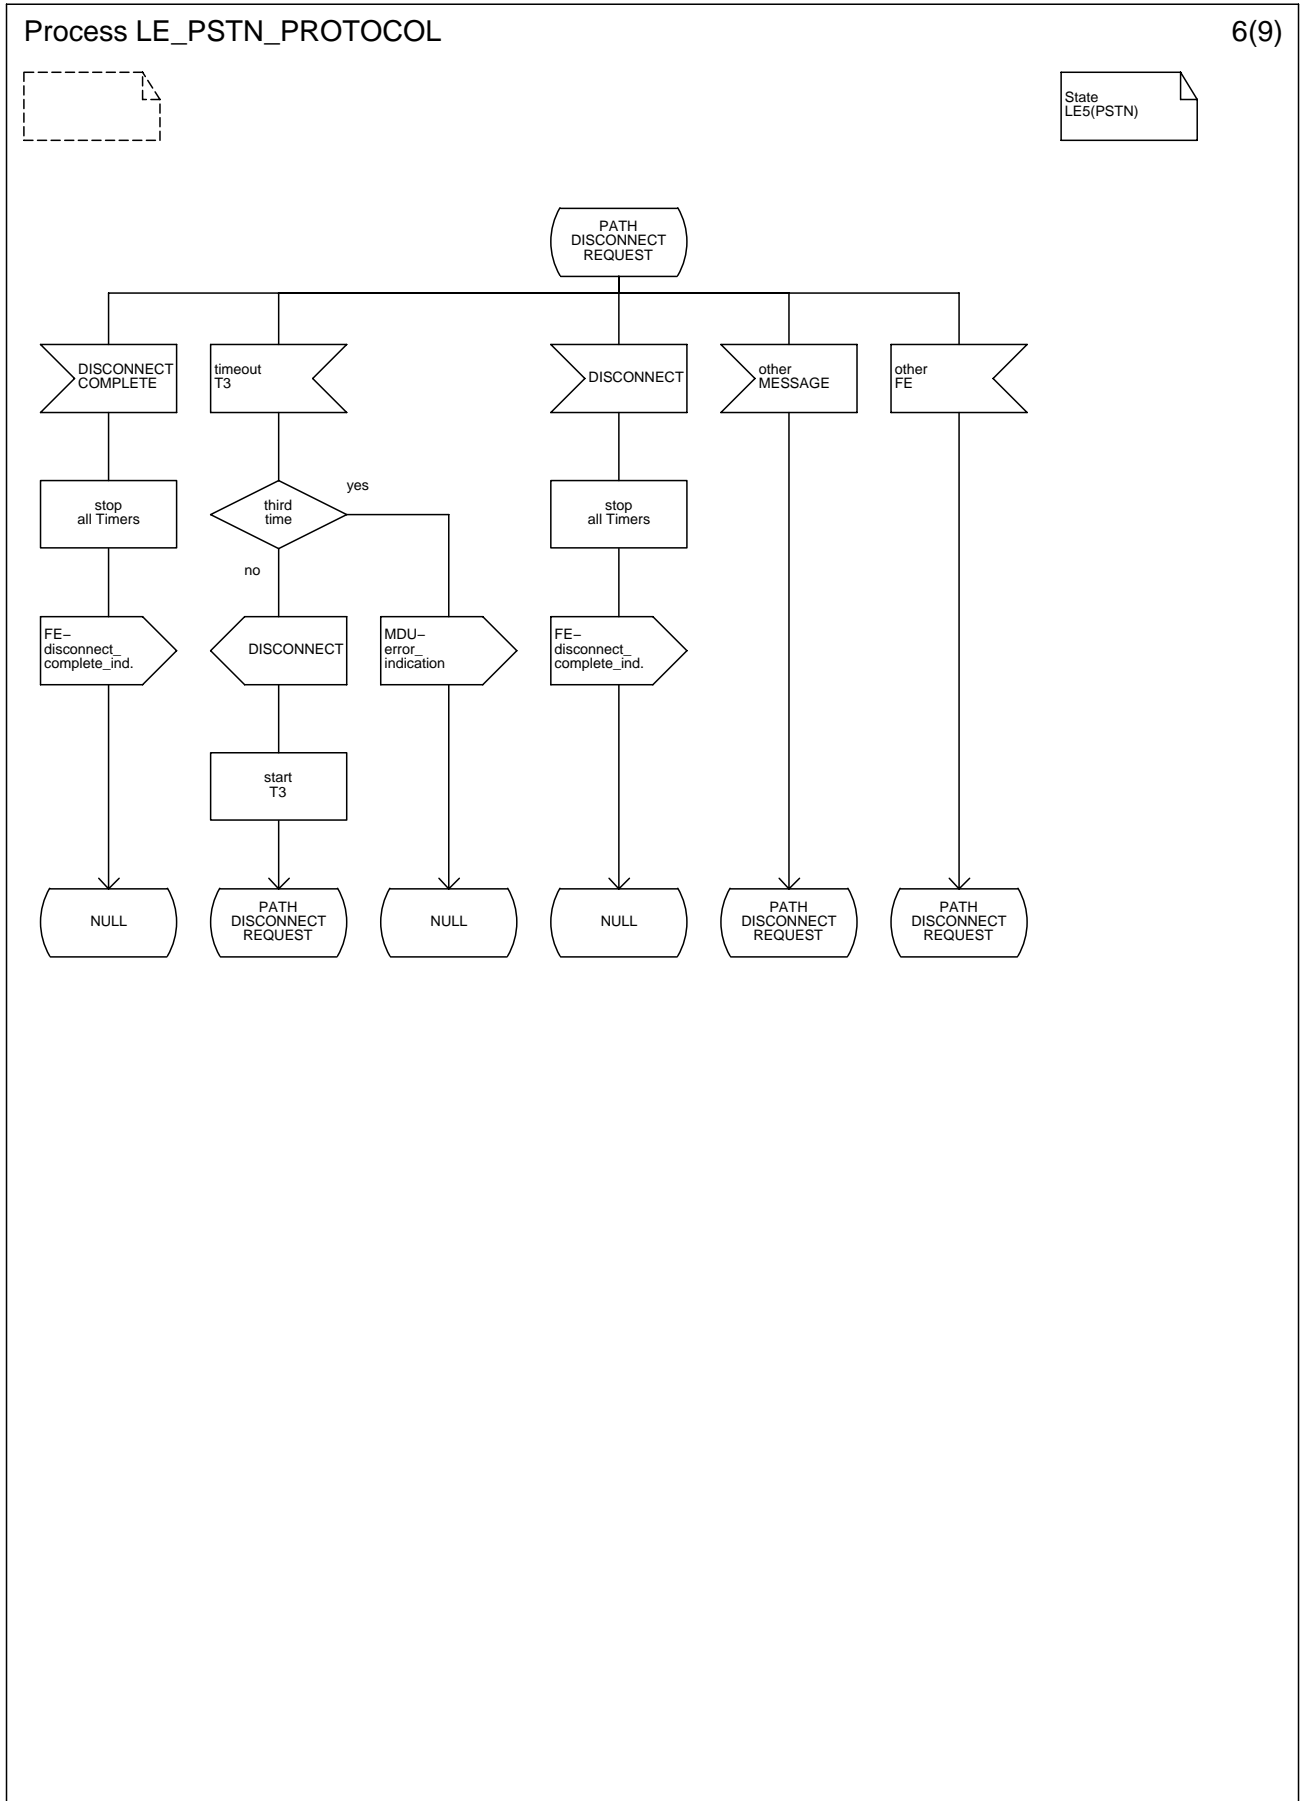 Process LE_PSTN_PROTOCOL
6(9)
State
LE5(PSTN)
PATH
DISCONNECT
REQUEST
DISCONNECT
COMPLETE
timeout
T3
DISCONNECT
other
MESSAGE
other
FE
stop
all Timers
third
time
yes
no
stop
all Timers
FE–
disconnect_
complete_ind.
DISCONNECT
MDU–
error_
indication
FE–
disconnect_
complete_ind.
start
T3
NULL
PATH
DISCONNECT
REQUEST
NULL
NULL
PATH
DISCONNECT
REQUEST
PATH
DISCONNECT
REQUEST